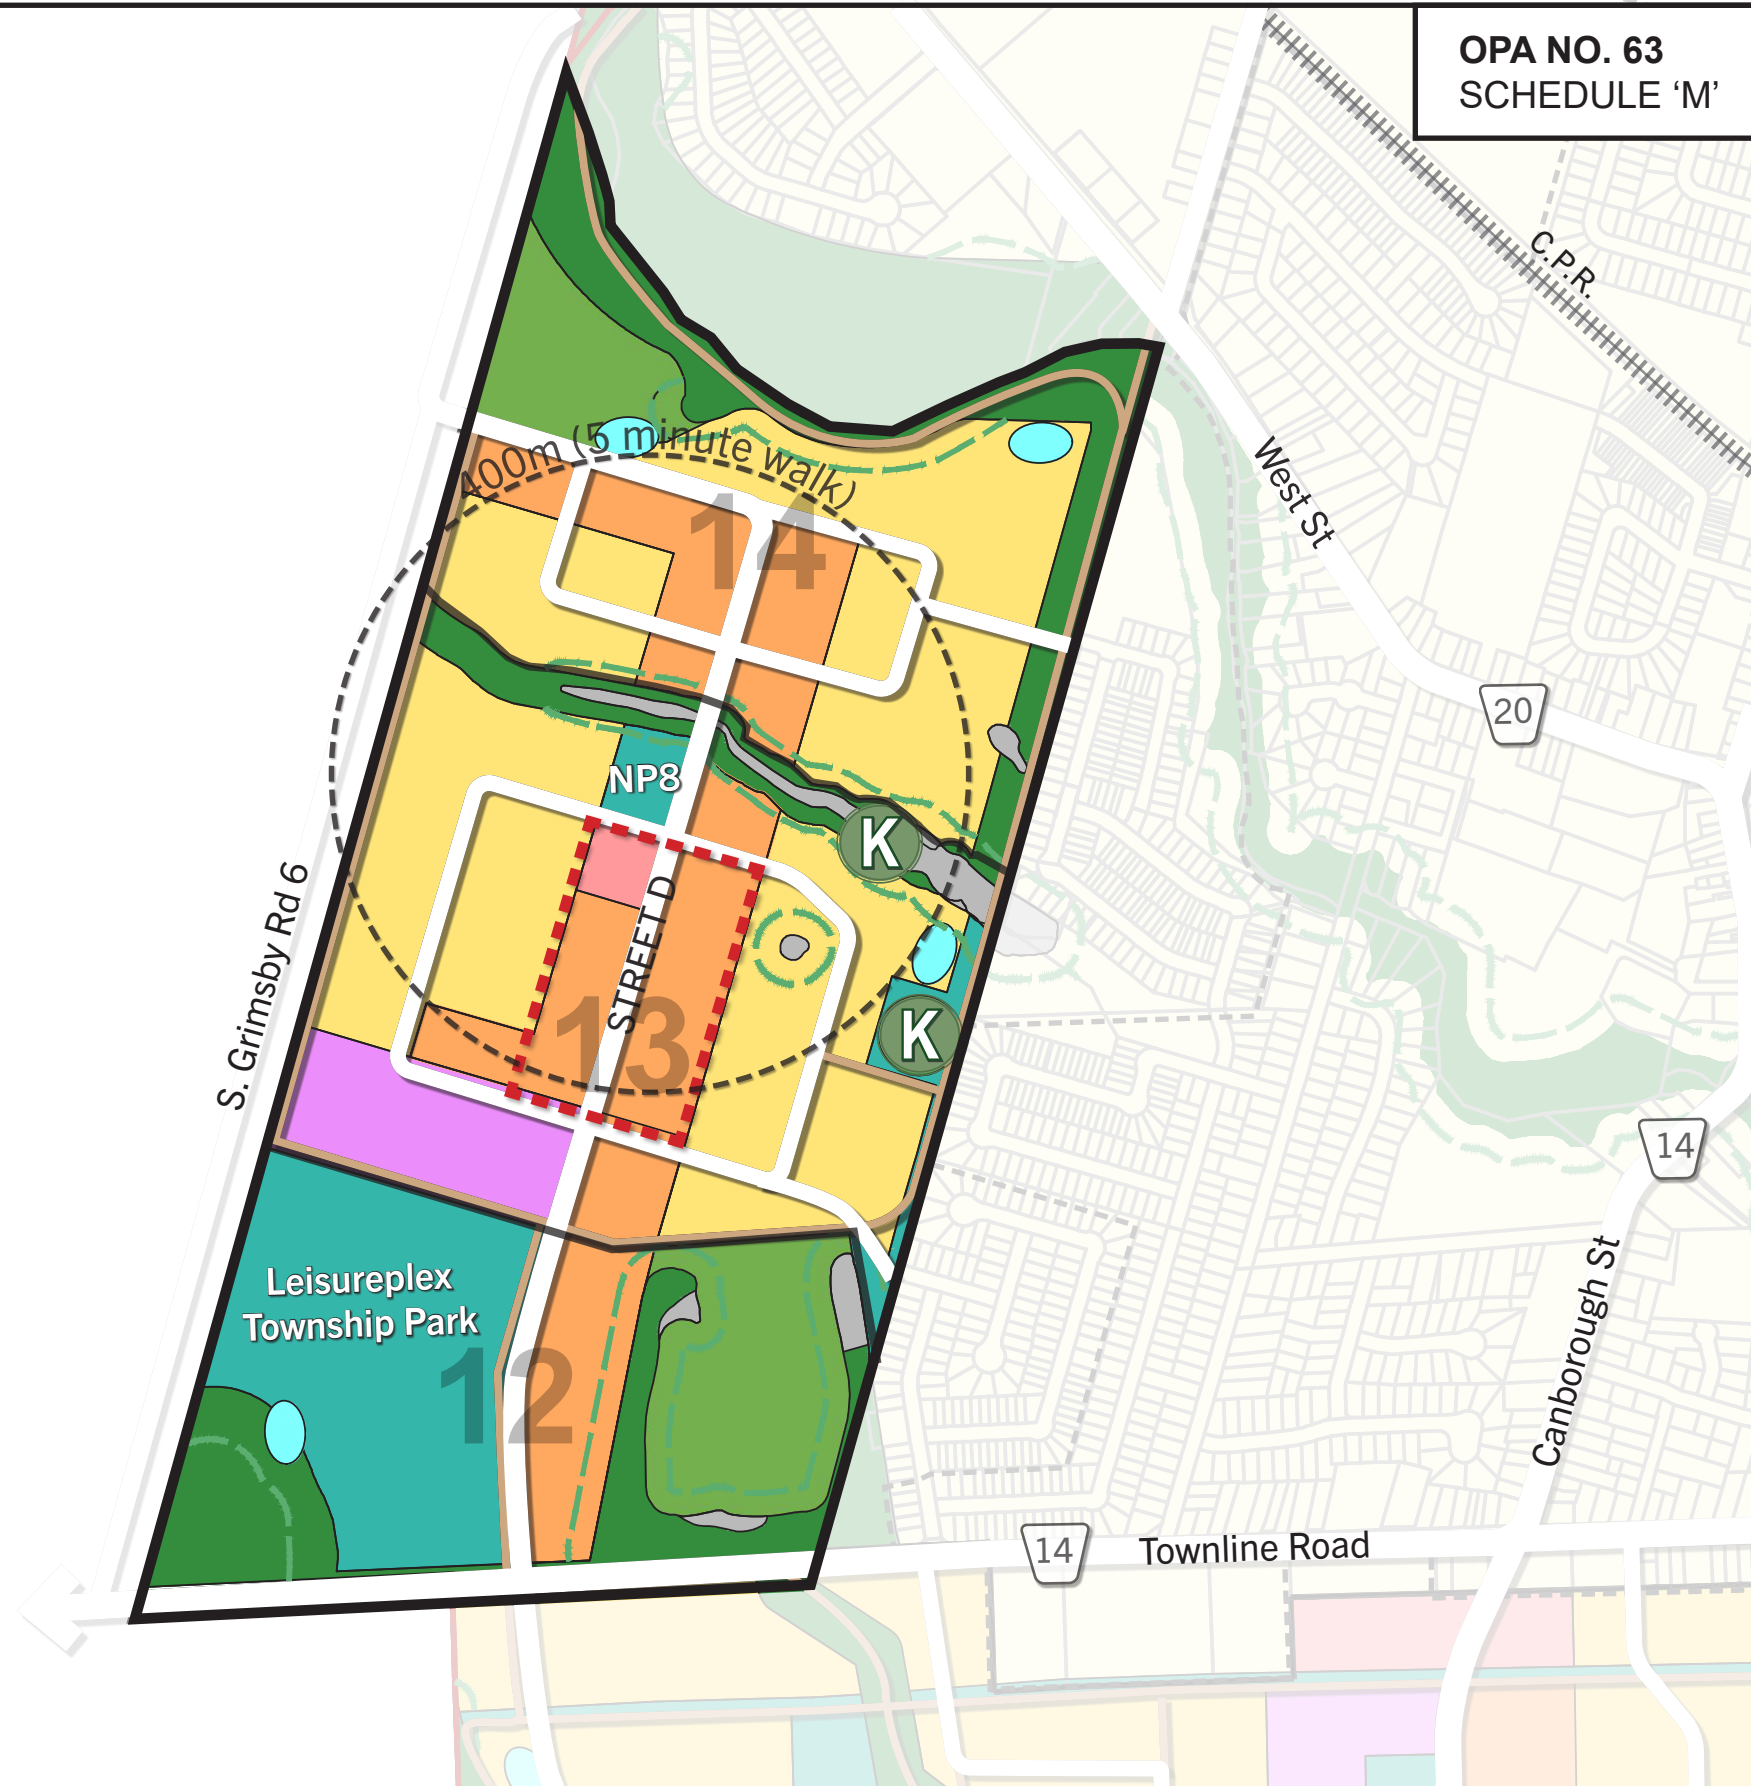 OPA NO. 63
SCHEDULE ‘M’
C.P.R.
400m (5 minute walk)
14
West St
20
NP8
K
S. Grimsby Rd 6
STREET D
13
K
14
Leisureplex
Township Park
12
Canborough St
14
Townline Road